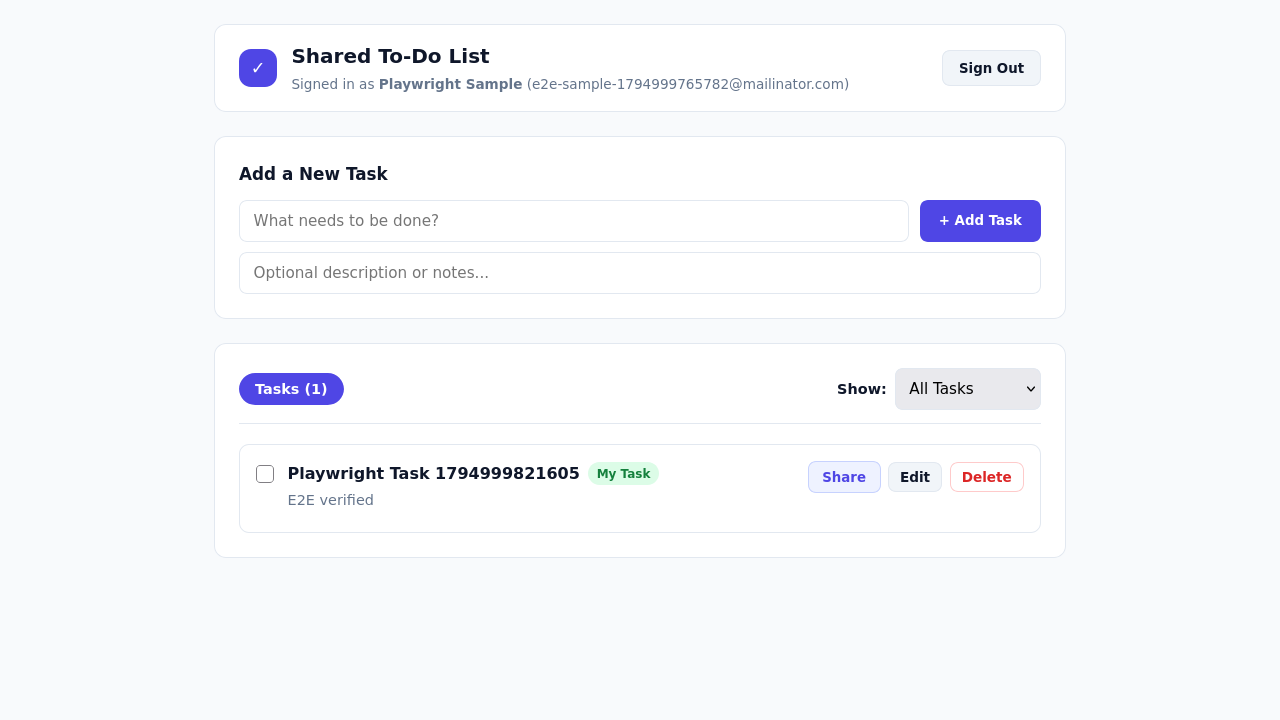 ✓
Shared To-Do List
Signed in as Playwright Sample (e2e-sample-1794999765782@mailinator.com)
Sign Out
Add a New Task
What needs to be done?
+ Add Task
Optional description or notes...
Tasks (1)
Show:
All Tasks
Playwright Task 1794999821605
My Task
Share
Edit
Delete
E2E verified